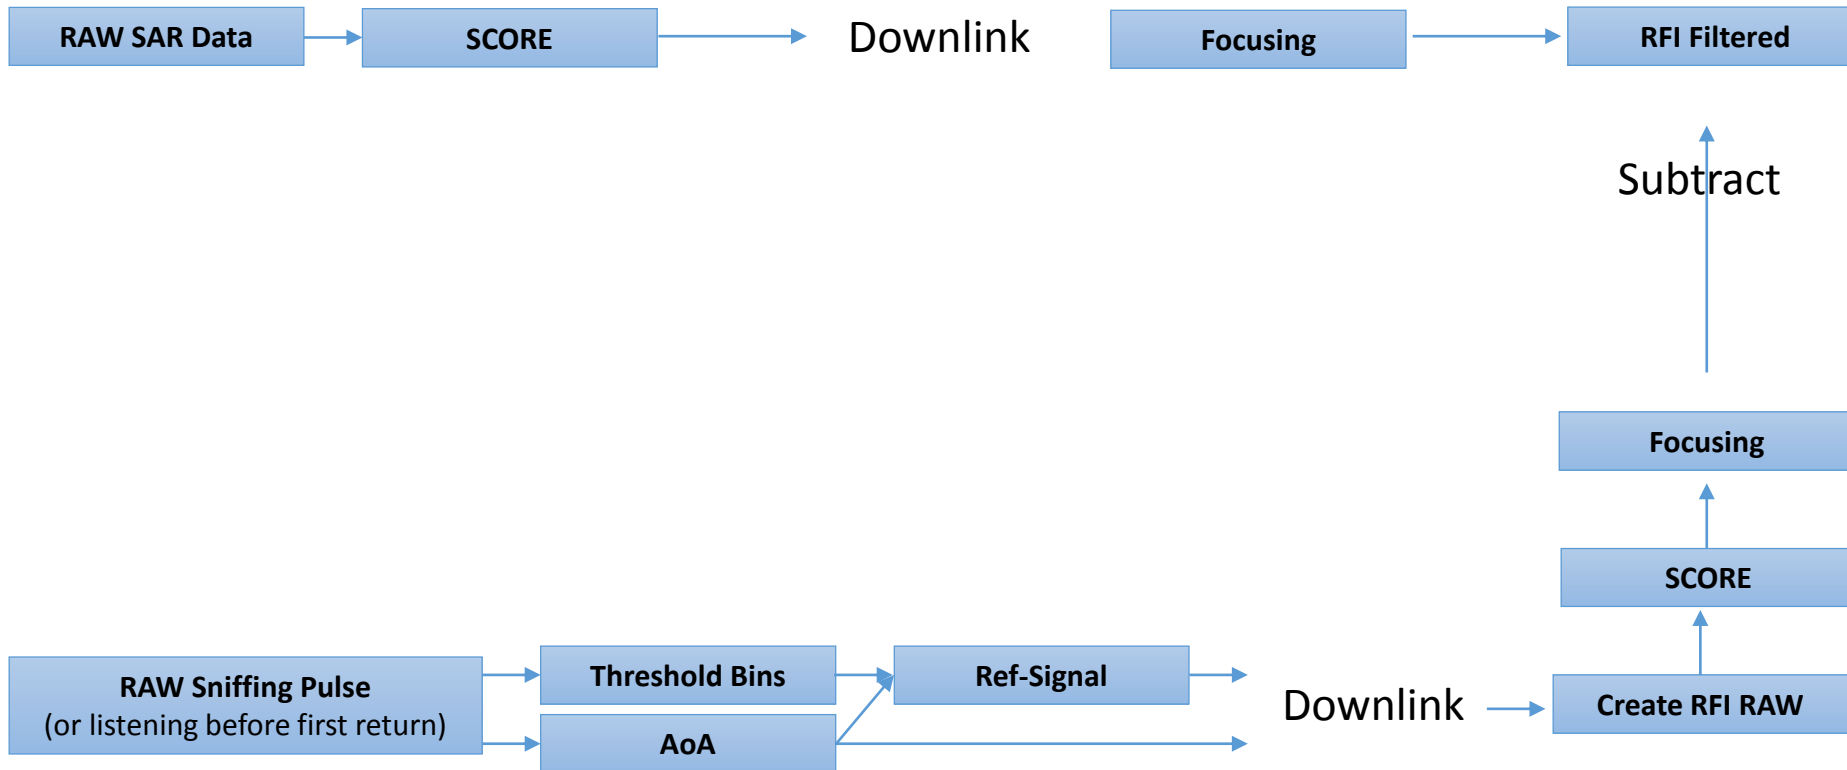 RAW SAR Data
SCORE
Downlink
Focusing
RFI Filtered
Subtract
Focusing
SCORE
RAW Sniffing Pulse
(or listening before first return)
Threshold Bins
Ref-Signal
AoA
Downlink
Create RFI RAW